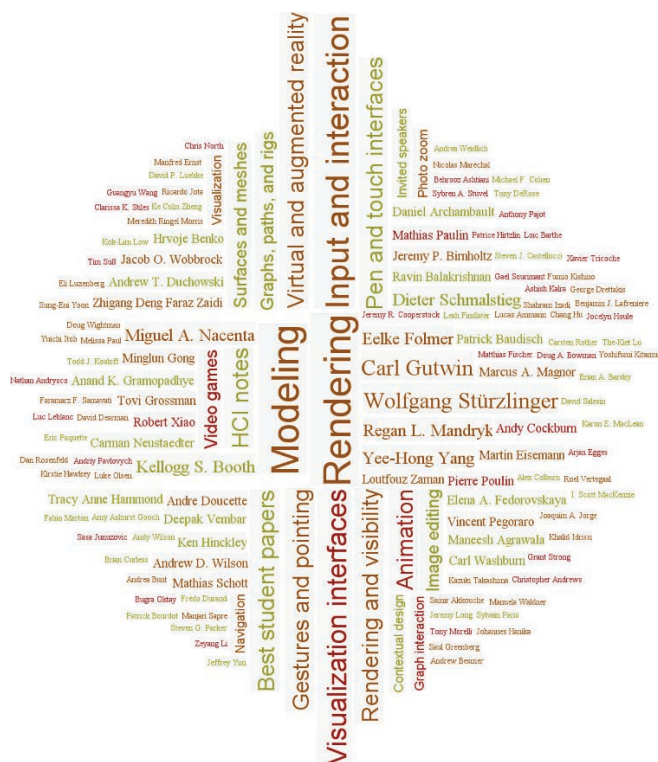 Virtual and augmented reality
Input and interaction
Pen and touch interfaces
Invited speakers
Photo zoom
Graphs, paths, and rigs
Surfaces and meshes
Visualization
Chris North
Manfred Ernst
David P. Luebke
Guangyu Wang Ricardo Jota
Clarissa K. Stiles Ke Colin Zheng
Meredith Ringel Morris
Kok-Lim Low Hrvoje Benko
Tim Süß Jacob O. Wobbrock
Eli Luzenberg Andrew T. Duchowski
Sung-Eui Yoon Zhigang Deng Faraz Zaidi
Andrea Weidlich
Nicolas Marechal
Behrooz Ashtiani Michael F. Cohen
Sybren A. Stüvel Tony DeRose
Daniel Archambault Anthony Pajot
Mathias Paulin Patrice Hirtzlin Loïc Barthe
Jeremy P. Birnholtz Steven J. Castellucci Xavier Tricoche
Ravin Balakrishnan Gael Sourimant Fumio Kishino
Ashish Kalra George Drettakis
Dieter Schmalstieg Shahram Izadi Benjamin J. Lafreniere
Jeremy R. Cooperstock Leah Findlater Lucas Ammann Chang Hu Jocelyn Houle
Doug Wightman
Yuichi Itoh Melissa Paul Miguel A. Nacenta
Todd J. Kosloff Minglun Gong
Nathan Andrysco Anand K. Gramopadhye
Faramarz F. Samavati Tovi Grossman
Luc Leblanc David Dearman Robert Xiao
Eric Paquette Carman Neustaedter
Dan Rosenfeld Andriy Pavlovych Kellogg S. Booth
Kirstie Hawkey Luke Olsen
Video games
HCI notes
Modeling
Rendering
Eelke Folmer Patrick Baudisch Carsten Rother The-Kiet Lu
Matthias Fischer Doug A. Bowman Yoshifumi Kitamura
Carl Gutwin Marcus A. Magnor Brian A. Barsky
Wolfgang Stürzlinger David Salesin
Regan L. Mandryk Andy Cockburn Karon E. MacLean
Yee-Hong Yang Martin Eisemann Arjan Egges
Loutfouz Zaman Pierre Poulin Alex Colburn Roel Vertegaal
Tracy Anne Hammond Andre Doucette
Fabio Marton Amy Ashurst Gooch Deepak Vembar
Sasa Junuzovic Andy Wilson Ken Hinckley
Brian Curless Andrew D. Wilson
Andrea Bunt Mathias Schott
Bugra Oktay Fredo Durand
Patrick Bourdot Manjari Sapre
Steven G. Parker
Zeyang Li
Jeffrey Yim
Navigation
Best student papers
Gestures and pointing
Visualization interfaces
Rendering and visibility
Contextual design
Animation
Graph interaction
Image editing
Elena A. Fedorovskaya I. Scott MacKenzie
Vincent Pegoraro Joaquim A. Jorge
Maneesh Agrawala Khalid Idrissi
Carl Washburn Grant Strong
Kazuki Takashima Christopher Andrews
Samir Akkouche Manuela Waldner
Jeremy Long Sylvain Paris
Tony Morelli Johannes Hanika
Saul Greenberg
Andrew Besmer